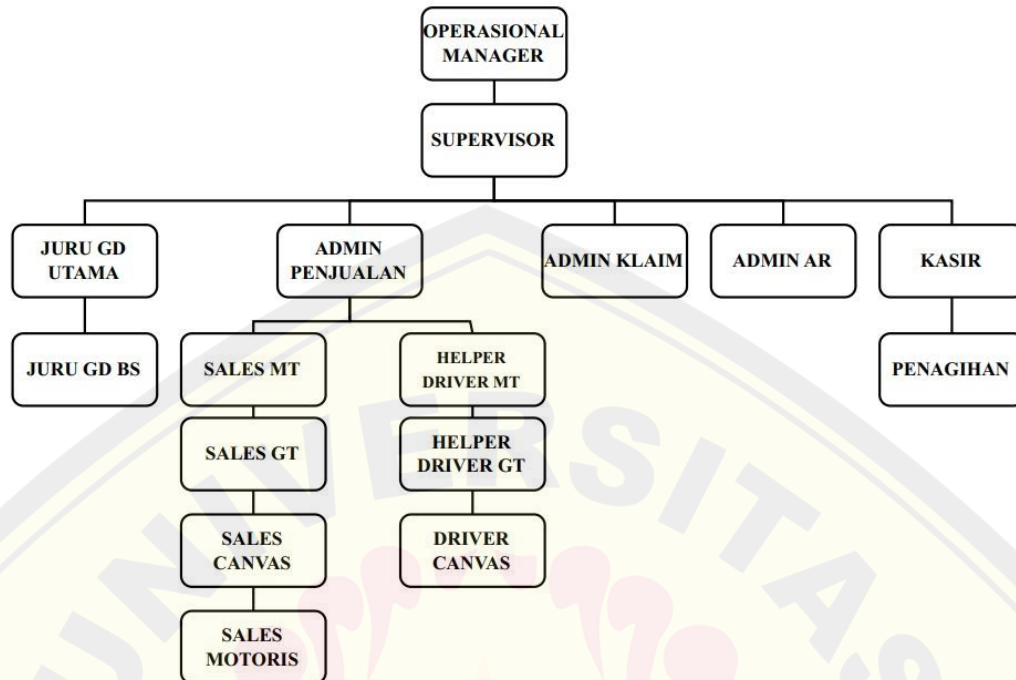 OPERASIONAL
MANAGER
SUPERVISOR
JURU GD
UTAMA
ADMIN
PENJUALAN
ADMIN KLAIM
ADMIN AR
KASIR
JURU GD BS
SALES MT
HELPER
DRIVER MT
PENAGIHAN
SALES GT
HELPER
DRIVER GT
SALES
CANVAS
DRIVER
CANVAS
SALES
MOTORIS
UNIVERSITAS